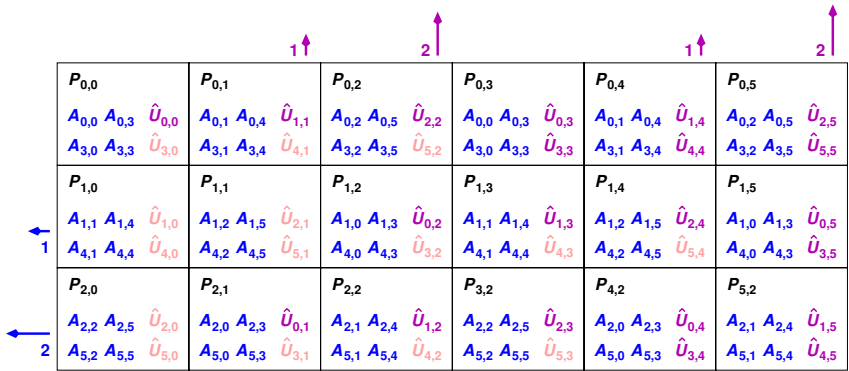 1 2 1 2
P0,0 P0,1 P0,2 P0,3 P0,4 P0,5
A0,0 A0,3 Û0,0 A0,1 A0,4 Û1,1 A0,2 A0,5 Û2,2 A0,0 A0,3 Û0,3 A0,1 A0,4 Û1,4 A0,2 A0,5 Û2,5
A3,0 A3,3 Û3,0 A3,1 A3,4 Û4,1 A3,2 A3,5 Û5,2 A3,0 A3,3 Û3,3 A3,1 A3,4 Û4,4 A3,2 A3,5 Û5,5
P1,0 P1,1 P1,2 P1,3 P1,4 P1,5
A1,1 A1,4 Û1,0 A1,2 A1,5 Û2,1 A1,0 A1,3 Û0,2 A1,1 A1,4 Û1,3 A1,2 A1,5 Û2,4 A1,0 A1,3 Û0,5
1 A4,1 A4,4 Û4,0 A4,2 A4,5 Û5,1 A4,0 A4,3 Û3,2 A4,1 A4,4 Û4,3 A4,2 A4,5 Û5,4 A4,0 A4,3 Û3,5
P2,0 P2,1 P2,2 P3,2 P4,2 P5,2
A2,2 A2,5 Û2,0 A2,0 A2,3 Û0,1 A2,1 A2,4 Û1,2 A2,2 A2,5 Û2,3 A2,0 A2,3 Û0,4 A2,1 A2,4 Û1,5
2 A5,2 A5,5 Û5,0 A5,0 A5,3 Û3,1 A5,1 A5,4 Û4,2 A5,2 A5,5 Û5,3 A5,0 A5,3 Û3,4 A5,1 A5,4 Û4,5